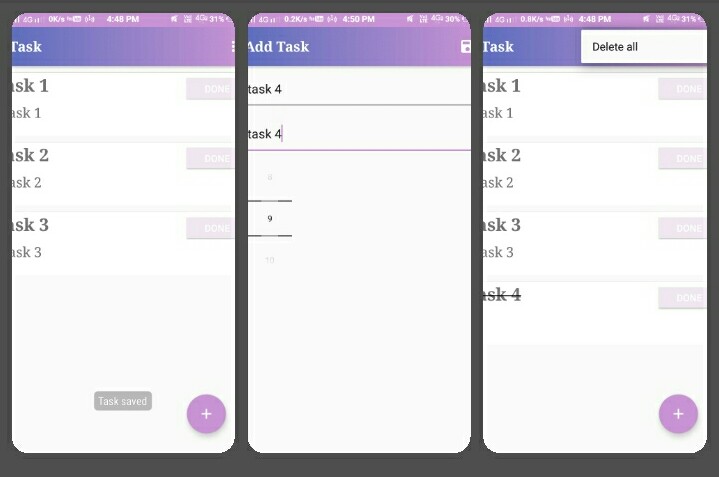 4G 0K/s 4:48 PM 4G 31%
Task
ask 1
DONE
ask 1
ask 2
DONE
ask 2
ask 3
DONE
ask 3
Task saved
+
4G 0.2K/s 4:50 PM 4G 30%
Add Task
task 4
task 4
8
9
10
4G 0.8K/s 4:48 PM 4G 31%
Task
Delete all
ask 1
DONE
ask 1
ask 2
DONE
ask 2
ask 3
DONE
ask 3
ask 4
DONE
+